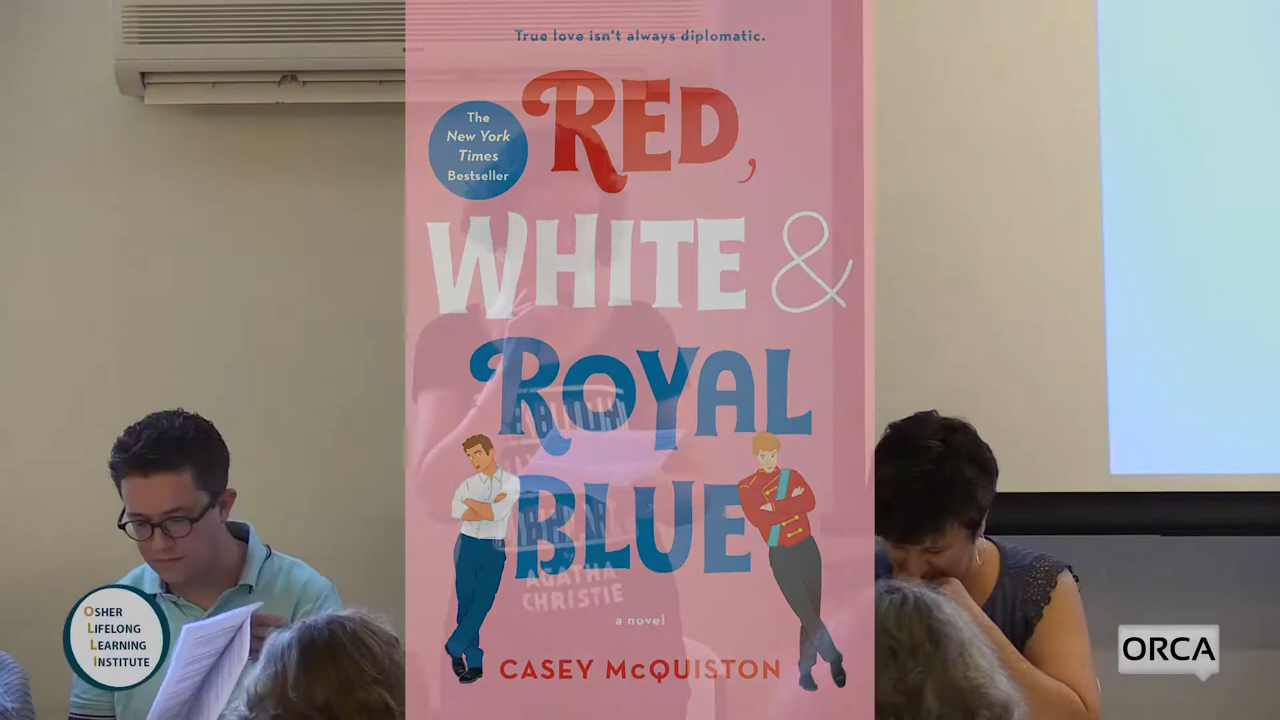 True love isn't always diplomatic.
RED,
The
New York
Times
Bestseller
WHITE &
ROYAL
BLUE
AGATHA
CHRISTIE
a novel
CASEY McQUISTON
OSHER
LIFELONG
LEARNING
INSTITUTE
ORCA